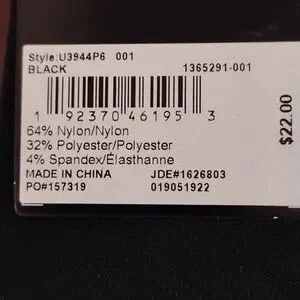 Style:U3944P6 001
BLACK 1365291-001
1 92370 46195 3
64% Nylon/Nylon
32% Polyester/Polyester
4% Spandex/Élasthanne
MADE IN CHINA JDE#1626803
PO#157319 019051922
$22.00